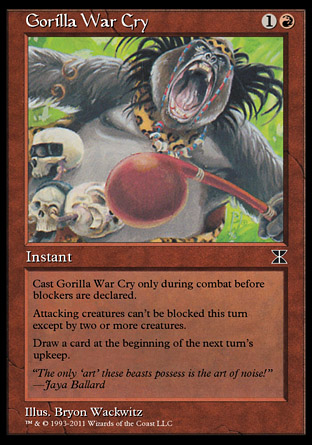 Gorilla War Cry 1
Instant
Cast Gorilla War Cry only during combat before
blockers are declared.
Attacking creatures can't be blocked this turn
except by two or more creatures.
Draw a card at the beginning of the next turn's
upkeep.
"The only 'art' these beasts possess is the art of noise!"
—Jaya Ballard
Illus. Bryon Wackwitz
™ & © 1993-2011 Wizards of the Coast LLC